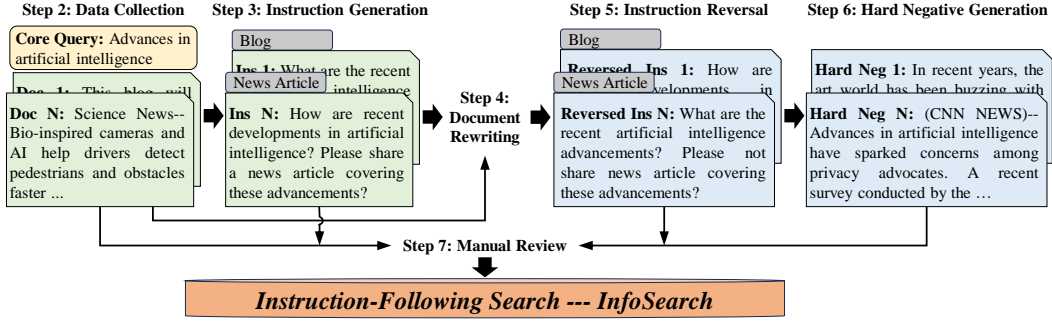 Step 2: Data Collection
Core Query: Advances in
artificial intelligence
Doc 1: This blog will
Doc N: Science News--
Bio-inspired cameras and
AI help drivers detect
pedestrians and obstacles
faster ...
Step 3: Instruction Generation
Blog
Ins 1: What are the recent
intelligence
News Article
Ins N: How are recent
developments in artificial
intelligence? Please share
a news article covering
these advancements?
Step 4:
Document
Rewriting
Step 5: Instruction Reversal
Blog
Reversed Ins 1: How are
developments in
News Article
Reversed Ins N: What are the
recent artificial intelligence
advancements? Please not
share news article covering
these advancements?
Step 6: Hard Negative Generation
Hard Neg 1: In recent years, the
art world has been buzzing with
Hard Neg N: (CNN NEWS)--
Advances in artificial intelligence
have sparked concerns among
privacy advocates. A recent
survey conducted by the …
Step 7: Manual Review
Instruction-Following Search --- InfoSearch